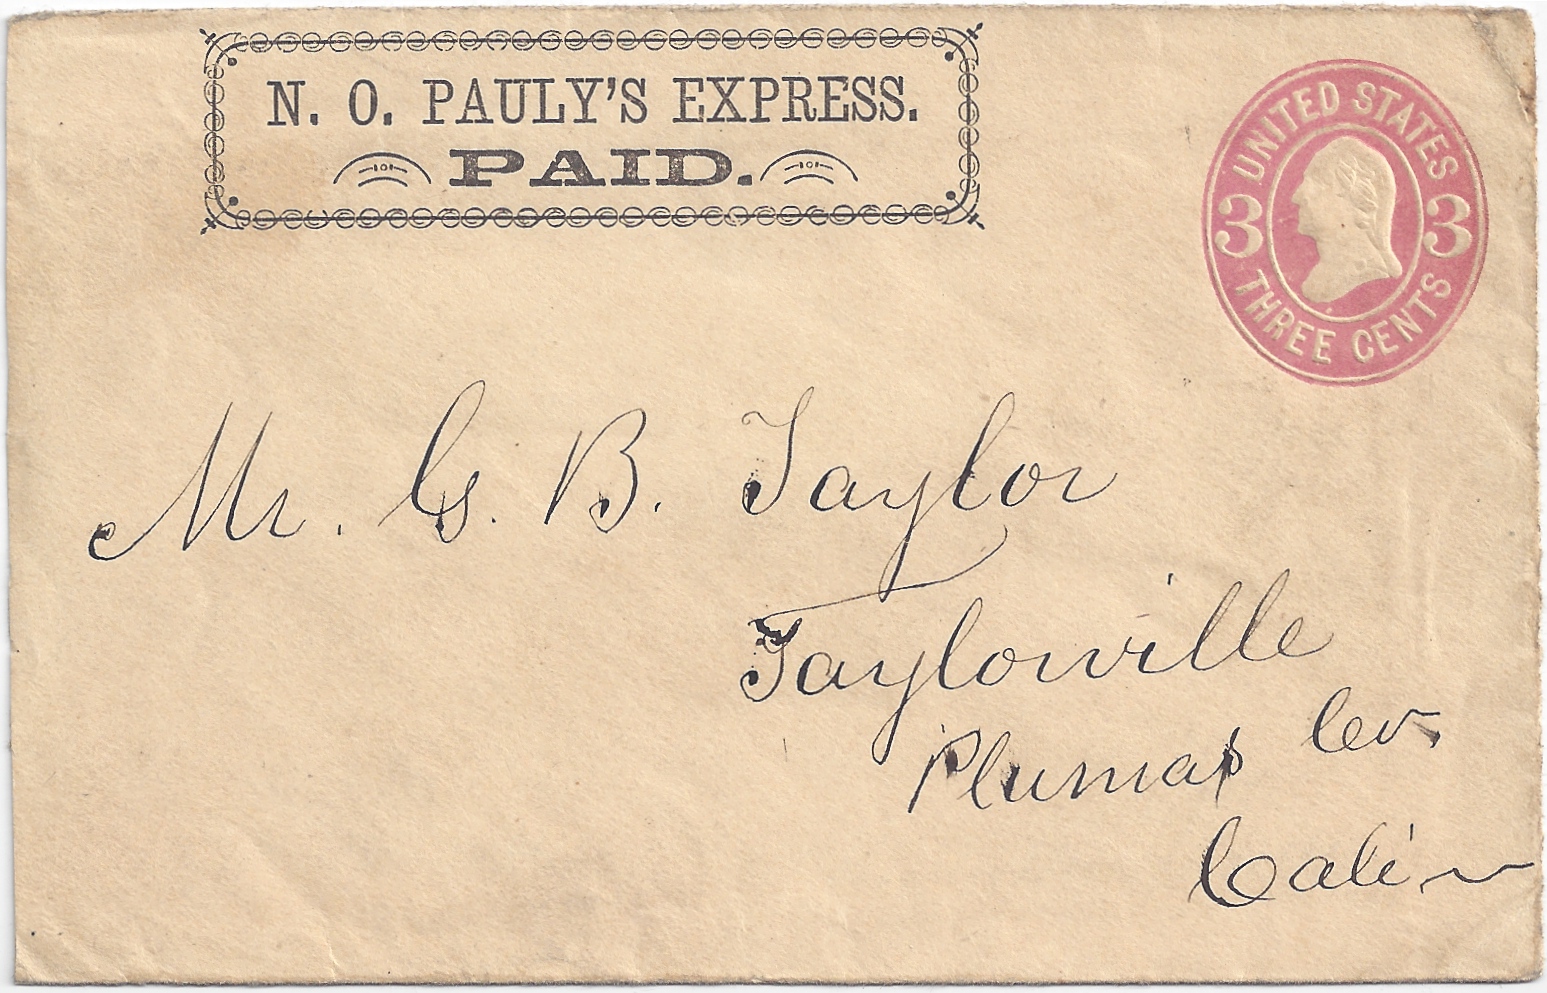 N. O. PAULY'S EXPRESS.
PAID.
UNITED STATES
3 3
THREE CENTS
Mr. G. B. Taylor
Taylorville
Plumas Co.
Cali